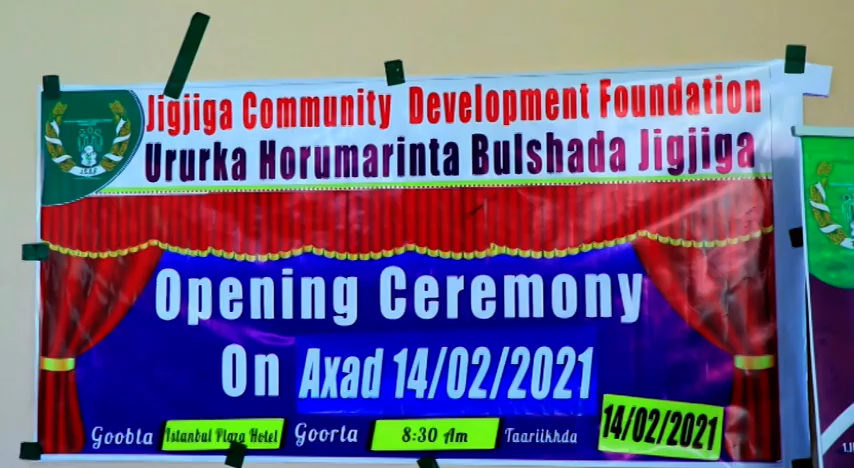 Jigjiga Community Development Foundation
Ururka Horumarinta Bulshada Jigjiga
Opening Ceremony
On Axad 14/02/2021
Goobta Istanbul Plaza Hotel Goorta 8:30 Am Taariikhda 14/02/2021